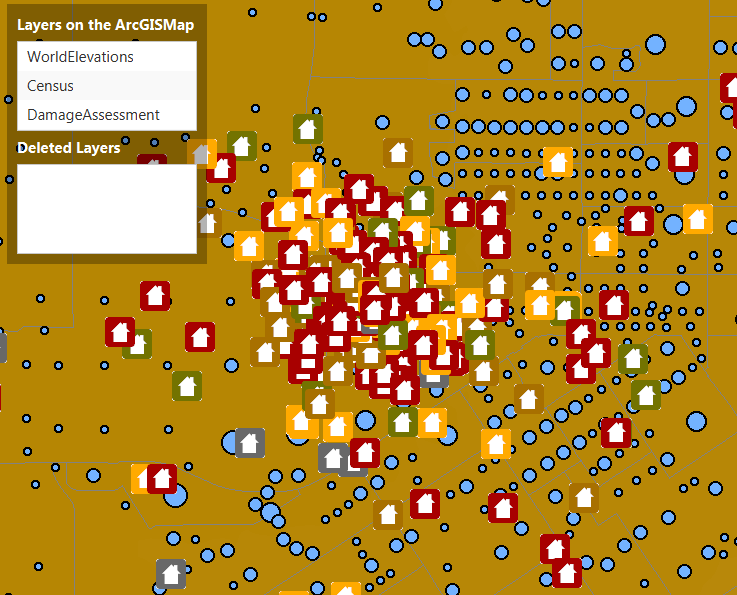 Layers on the ArcGISMap
WorldElevations
Census
DamageAssessment
Deleted Layers